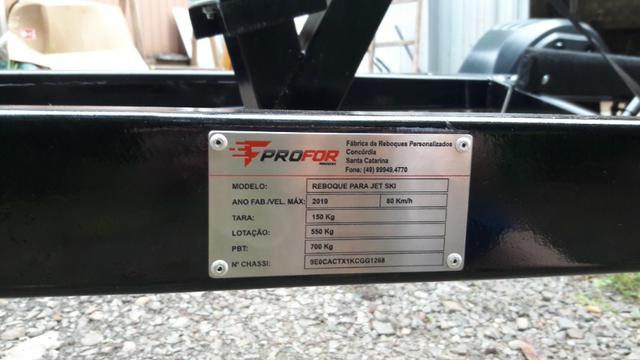 PROFOR
Fábrica de Reboques Personalizados
Concórdia
Santa Catarina
Fone: (49) 99949.4770
MODELO: REBOQUE PARA JET SKI
ANO FAB./VEL. MÁX: 2019 80 Km/h
TARA: 150 Kg
LOTAÇÃO: 550 Kg
PBT: 700 Kg
Nº CHASSI: 9E0CACTX1KCGG1268